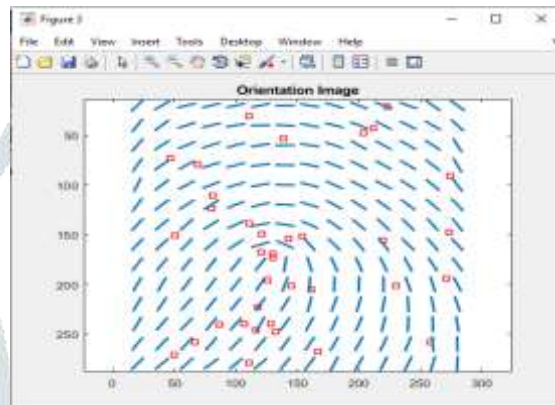 Figure 3
File Edit View Insert Tools Desktop Window Help
Orientation Image
50
100
150
200
250
0 50 100 150 200 250 300